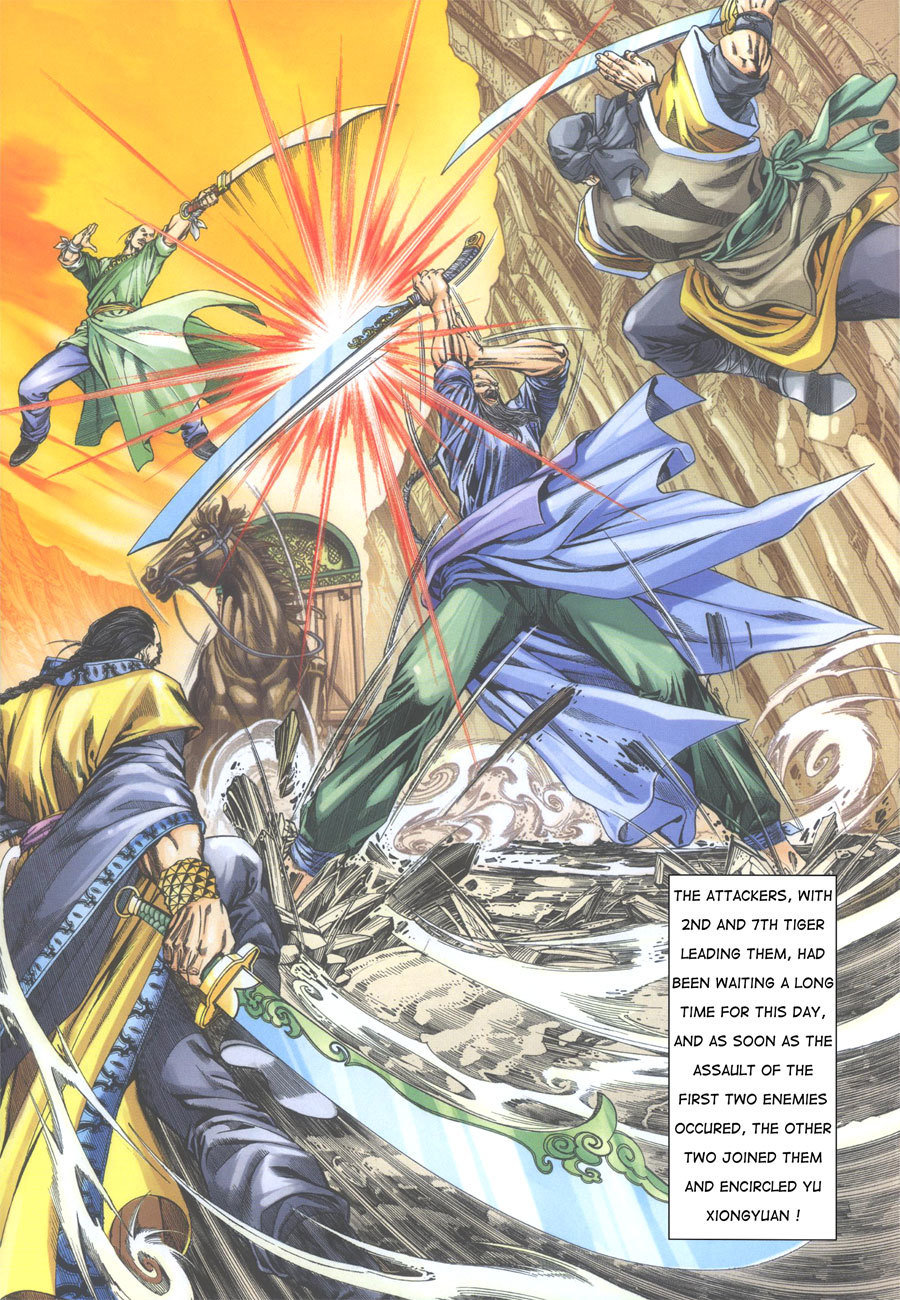 THE ATTACKERS, WITH
2ND AND 7TH TIGER
LEADING THEM, HAD
BEEN WAITING A LONG
TIME FOR THIS DAY,
AND AS SOON AS THE
ASSAULT OF THE
FIRST TWO ENEMIES
OCCURED, THE OTHER
TWO JOINED THEM
AND ENCIRCLED YU
XIONGYUAN !